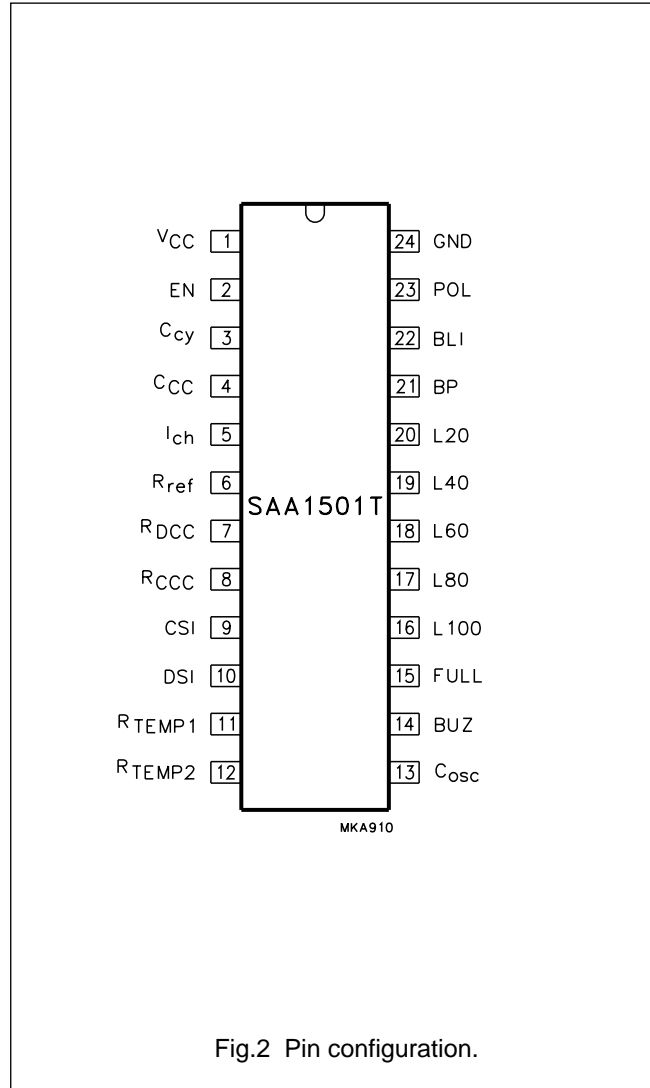 VCC 1 24 GND
EN 2 23 POL
Ccy 3 22 BLI
CCC 4 21 BP
Ich 5 20 L20
Rref 6 19 L40
SAA1501T
RDCC 7 18 L60
RCCC 8 17 L80
CSI 9 16 L100
DSI 10 15 FULL
RTEMP1 11 14 BUZ
RTEMP2 12 13 Cosc
MKA910
Fig.2 Pin configuration.